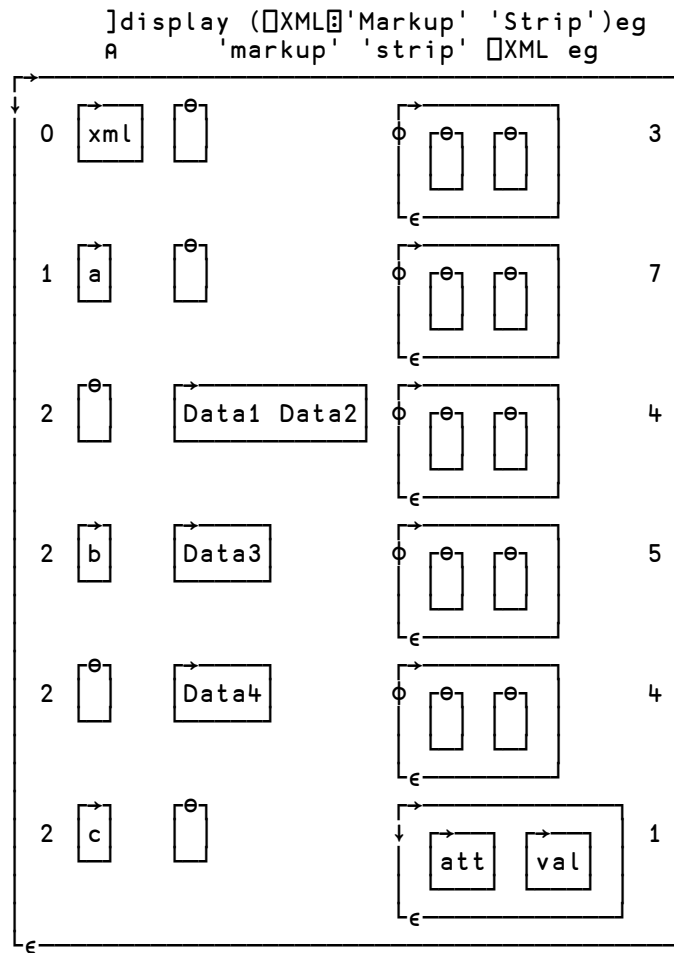 ]display (⎕XML⍠'Markup' 'Strip')eg
⍝ 'markup' 'strip' ⎕XML eg
0 xml 3
1 a 7
2 Data1 Data2 4
2 b Data3 5
2 Data4 4
2 c att val 1